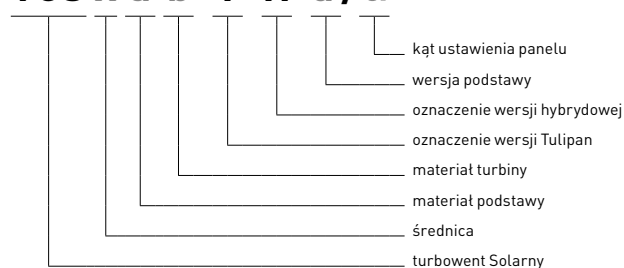 kąt ustawienia panelu
wersja podstawy
oznaczenie wersji hybrydowej
oznaczenie wersji Tulipan
materiał turbiny
materiał podstawy
średnica
turbowent Solarny